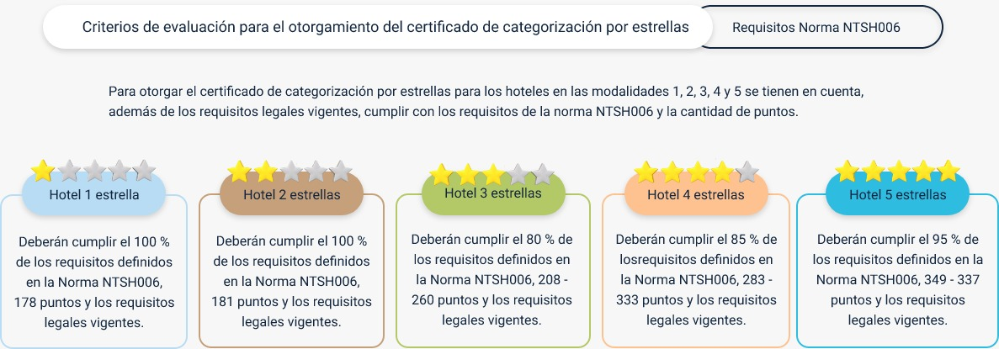 Criterios de evaluación para el otorgamiento del certificado de categorización por estrellas
Requisitos Norma NTSH006
Para otorgar el certificado de categorización por estrellas para los hoteles en las modalidades 1, 2, 3, 4 y 5 se tienen en cuenta,
además de los requisitos legales vigentes, cumplir con los requisitos de la norma NTSH006 y la cantidad de puntos.
Hotel 1 estrella
Deberán cumplir el 100 %
de los requisitos definidos
en la Norma NTSH006,
178 puntos y los requisitos
legales vigentes.
Hotel 2 estrellas
Deberán cumplir el 100 %
de los requisitos definidos
en la Norma NTSH006,
181 puntos y los requisitos
legales vigentes.
Hotel 3 estrellas
Deberán cumplir el 80 % de
los requisitos definidos en
la Norma NTSH006, 208 -
260 puntos y los requisitos
legales vigentes.
Hotel 4 estrellas
Deberán cumplir el 85 % de
losrequisitos definidos en
la Norma NTSH006, 283 -
333 puntos y los requisitos
legales vigentes.
Hotel 5 estrellas
Deberán cumplir el 95 % de
los requisitos definidos en la
Norma NTSH006, 349 - 337
puntos y los requisitos
legales vigentes.